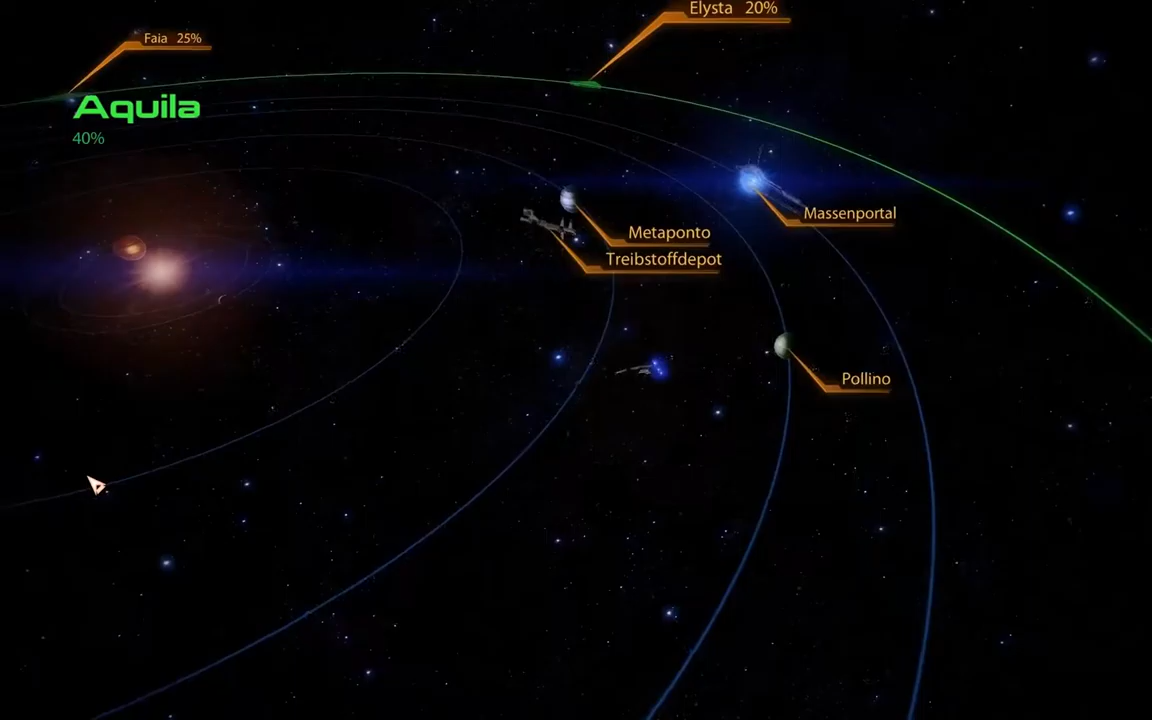 Elysta 20%
Faia 25%
Aquila
40%
Massenportal
Metaponto
Treibstoffdepot
Pollino